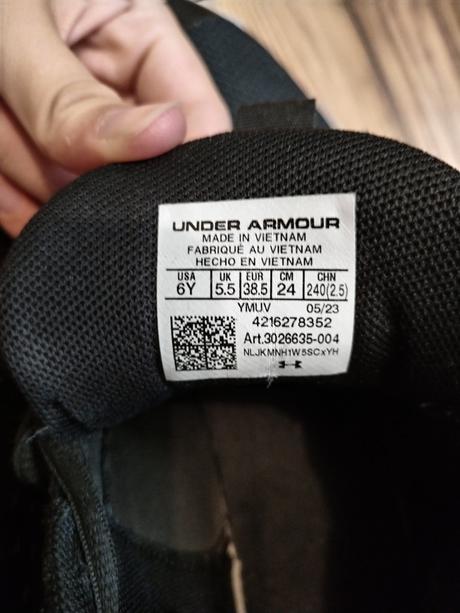 UNDER ARMOUR
MADE IN VIETNAM
FABRIQUÉ AU VIETNAM
HECHO EN VIETNAM
USA UK EUR CM CHN
6Y 5.5 38.5 24 240(2.5)
YMUV 05/23
4216278352
Art.3026635-004
NLJKMNH1W5SCxYH